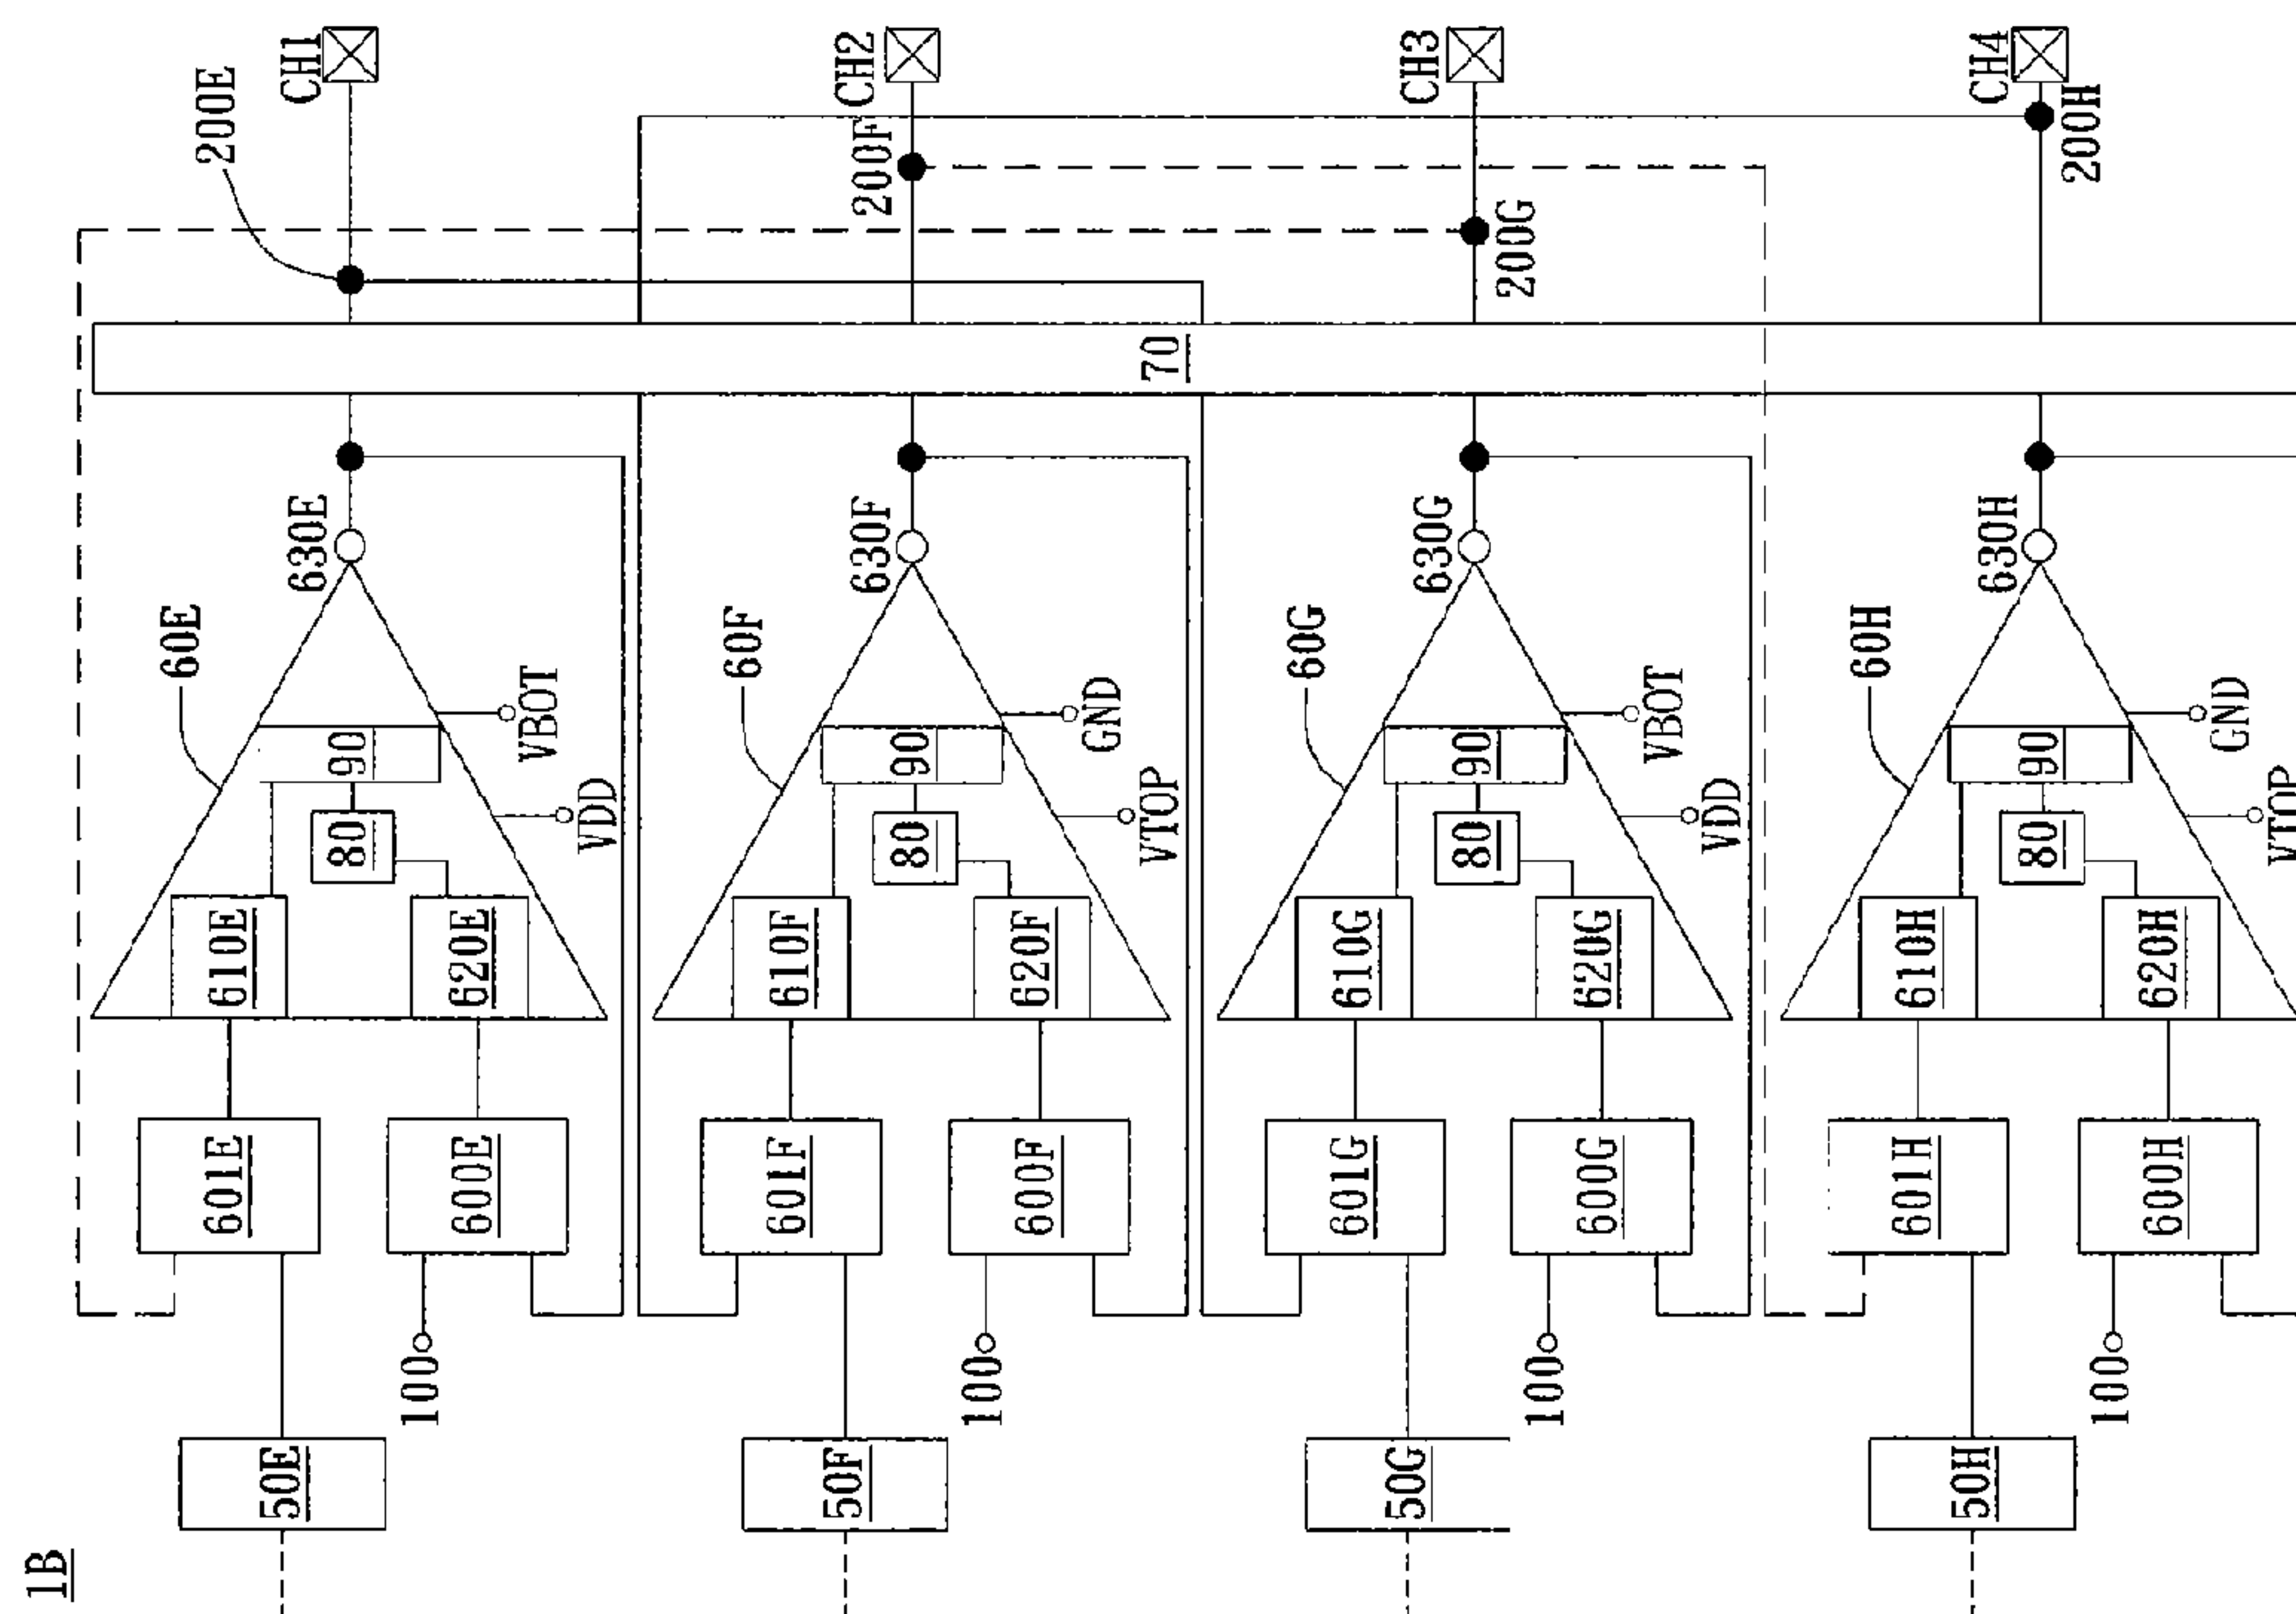 1B
CH1
CH2
CH3
CH4
200E
200F
200G
200H
70
630E
630F
630G
630H
60E
60F
60G
60H
VBOT
GND
VBOT
GND
VDD
VTOP
VDD
VTOP
90
90
90
90
80
80
80
80
610E
620E
610F
620F
610G
620G
610H
620H
601E
600E
601F
600F
601G
600G
601H
600H
100
100
100
100
50E
50F
50G
50H